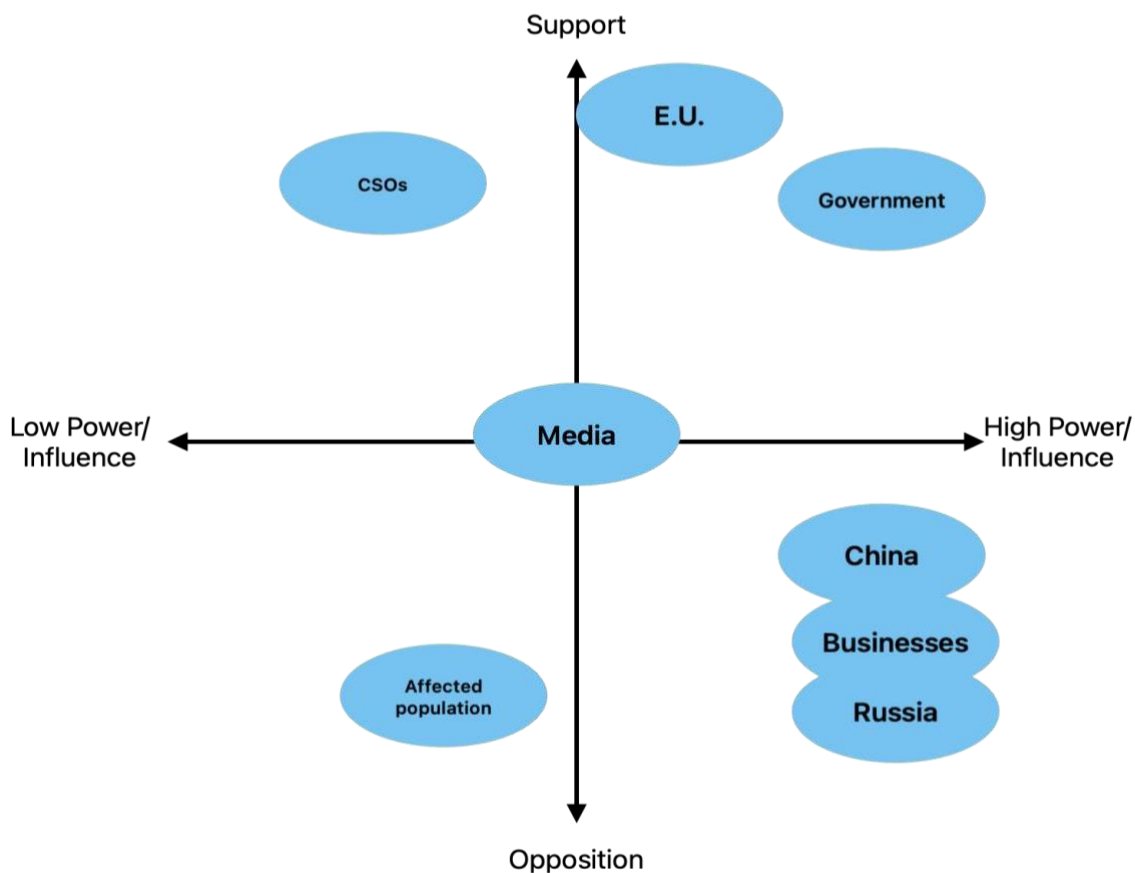 Support
E.U.
CSOs
Government
Low Power/
Influence
Media
High Power/
Influence
China
Businesses
Russia
Affected
population
Opposition